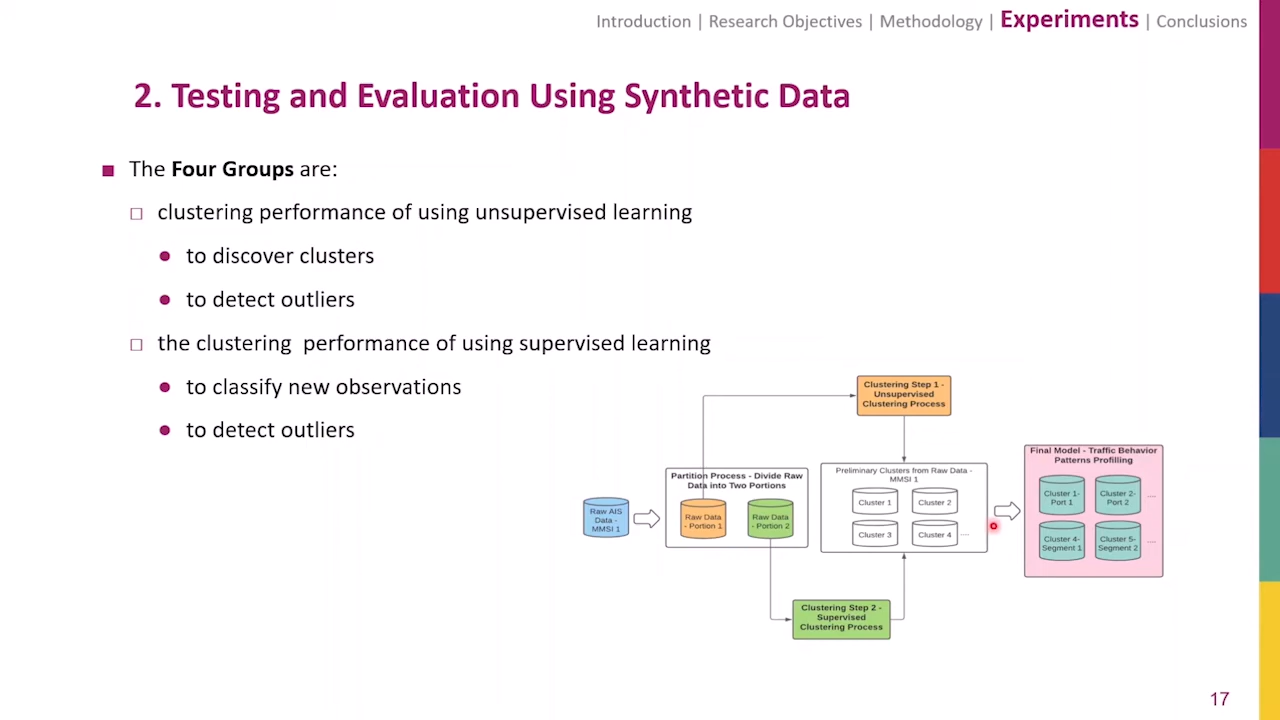 Introduction | Research Objectives | Methodology | Experiments | Conclusions
2. Testing and Evaluation Using Synthetic Data
The Four Groups are:
clustering performance of using unsupervised learning
to discover clusters
to detect outliers
the clustering performance of using supervised learning
to classify new observations
to detect outliers
Clustering Step 1 -
Unsupervised
Clustering Process
Raw AIS
Data -
MMSI 1
Partition Process - Divide Raw
Data into Two Portions
Raw Data
- Portion 1
Raw Data
- Portion 2
Preliminary Clusters from Raw Data -
MMSI 1
Cluster 1
Cluster 2
Cluster 3
Cluster 4
....
Final Model - Traffic Behavior
Patterns Profilling
Cluster 1-
Port 1
Cluster 2-
Port 2
....
Cluster 4-
Segment 1
Cluster 5-
Segment 2
....
Clustering Step 2 -
Supervised
Clustering Process
17